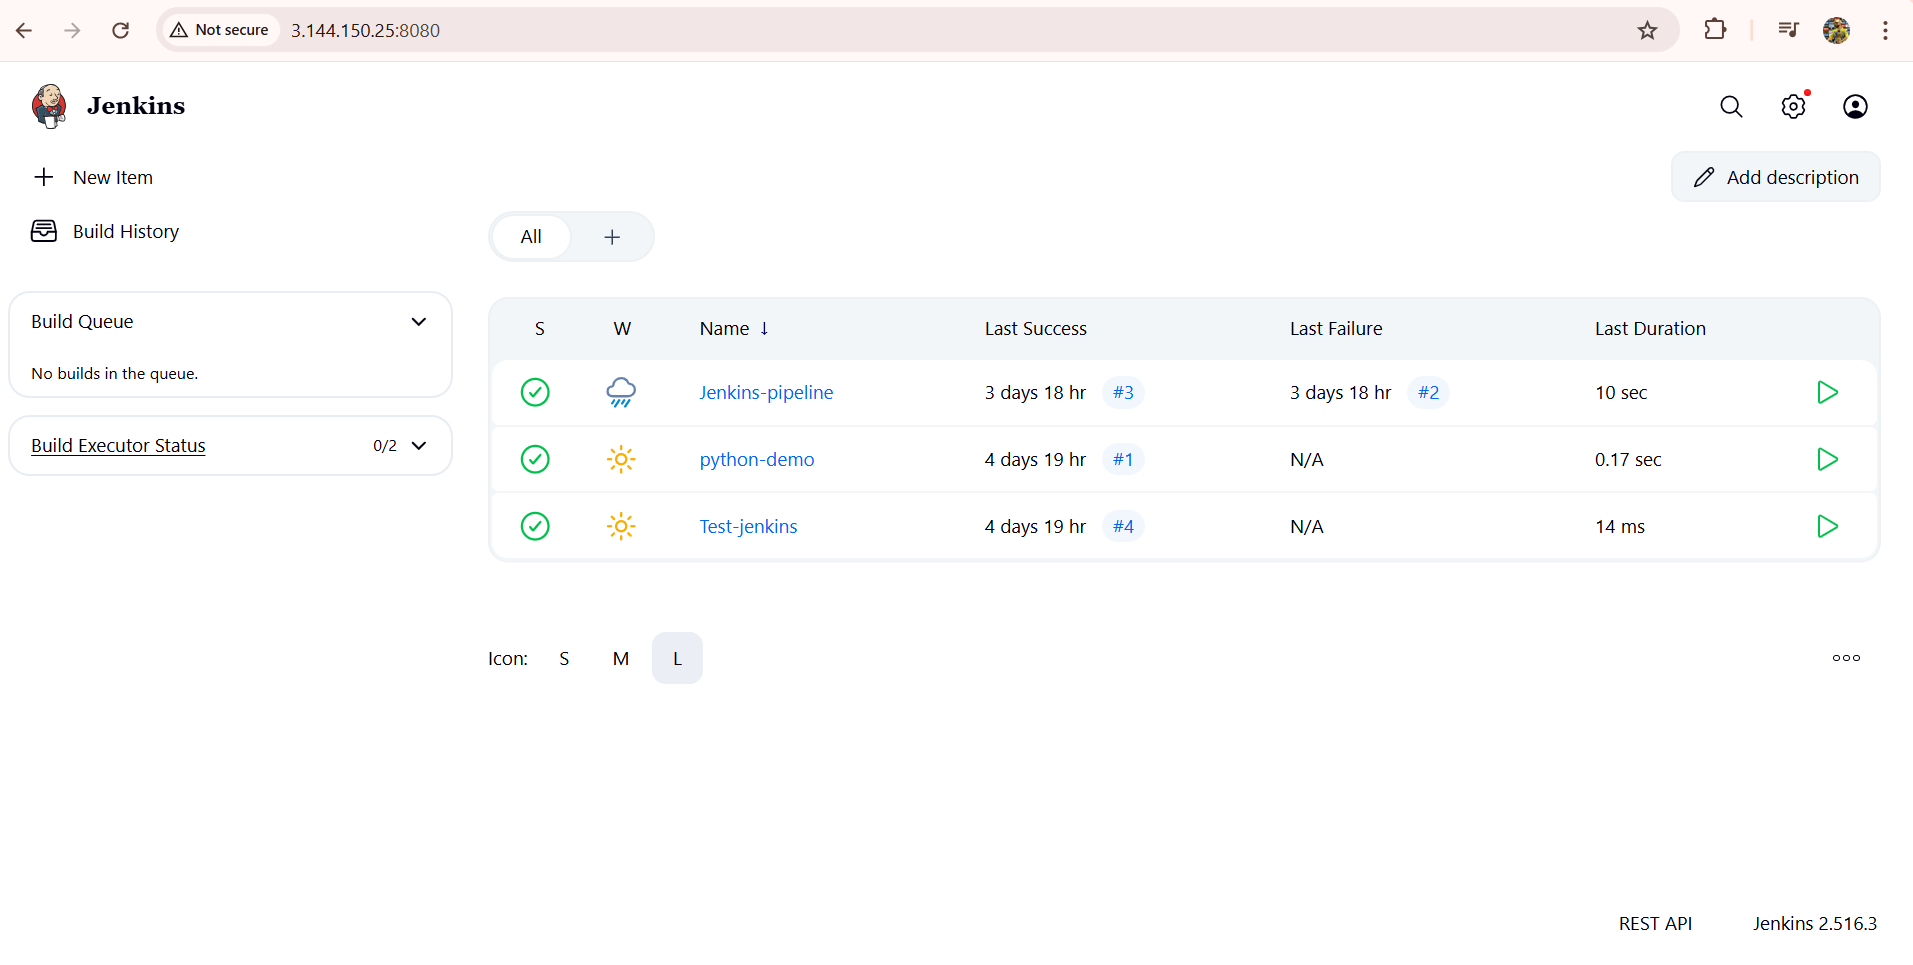 Not secure 3.144.150.25:8080
Jenkins
New Item
Add description
Build History
All
Build Queue
No builds in the queue.
Build Executor Status 0/2
S W Name ↓ Last Success Last Failure Last Duration
Jenkins-pipeline 3 days 18 hr #3 3 days 18 hr #2 10 sec
python-demo 4 days 19 hr #1 N/A 0.17 sec
Test-jenkins 4 days 19 hr #4 N/A 14 ms
Icon: S M L
REST API Jenkins 2.516.3